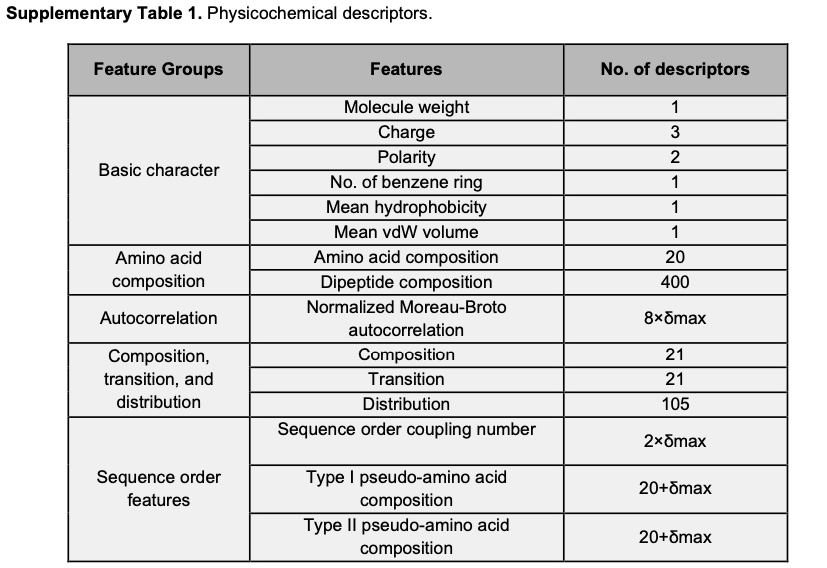 Supplementary Table 1. Physicochemical descriptors.
Feature Groups Features No. of descriptors
Basic character
Molecule weight 1
Charge 3
Polarity 2
No. of benzene ring 1
Mean hydrophobicity 1
Mean vdW volume 1
Amino acid
composition
Amino acid composition 20
Dipeptide composition 400
Autocorrelation
Normalized Moreau-Broto
autocorrelation
8×δmax
Composition,
transition, and
distribution
Composition 21
Transition 21
Distribution 105
Sequence order
features
Sequence order coupling number
2×δmax
Type I pseudo-amino acid
composition
20+δmax
Type II pseudo-amino acid
composition
20+δmax